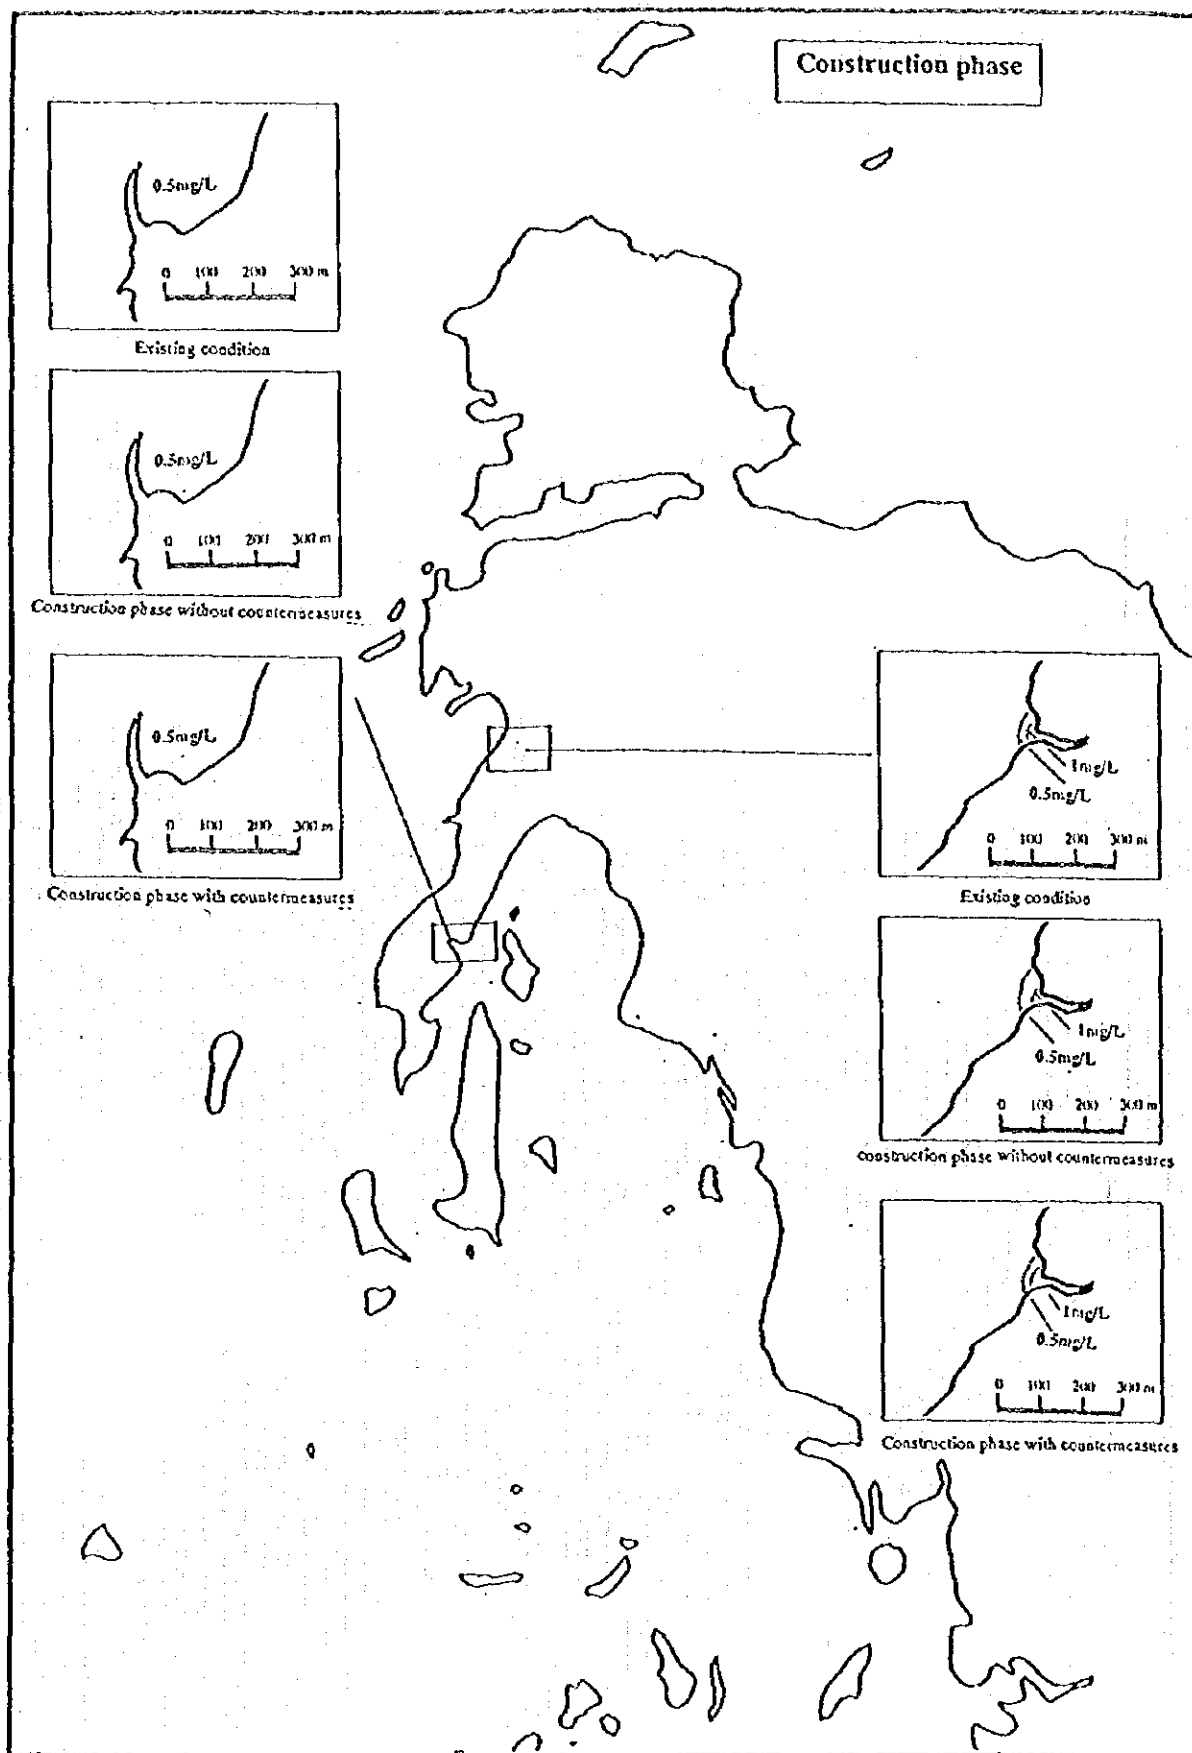 Construction phase
0.5mg/L
0 100 200 300 m
Existing condition
0.5mg/L
0 100 200 300 m
Construction phase without countermeasures
0.5mg/L
0 100 200 300 m
Construction phase with countermeasures
1mg/L
0.5mg/L
0 100 200 300 m
Existing condition
1mg/L
0.5mg/L
0 100 200 300 m
construction phase without countermeasures
1mg/L
0.5mg/L
0 100 200 300 m
Construction phase with countermeasures